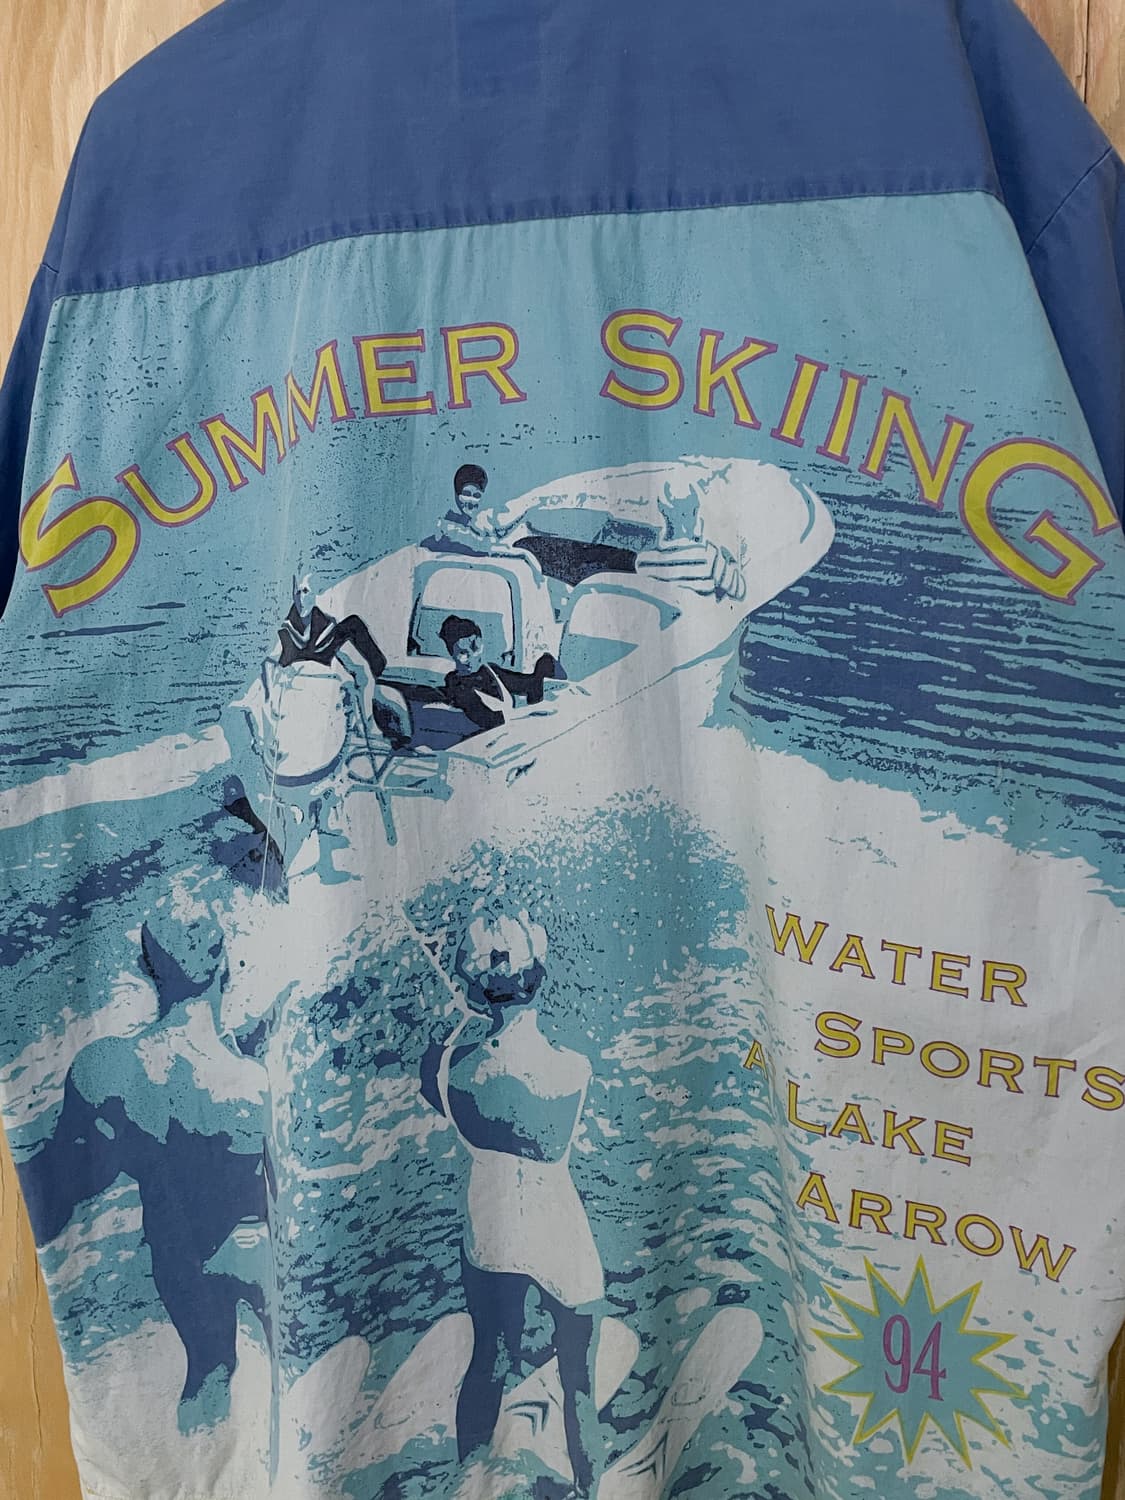 SUMMER SKIING
WATER
SPORTS
A LAKE
ARROW
94